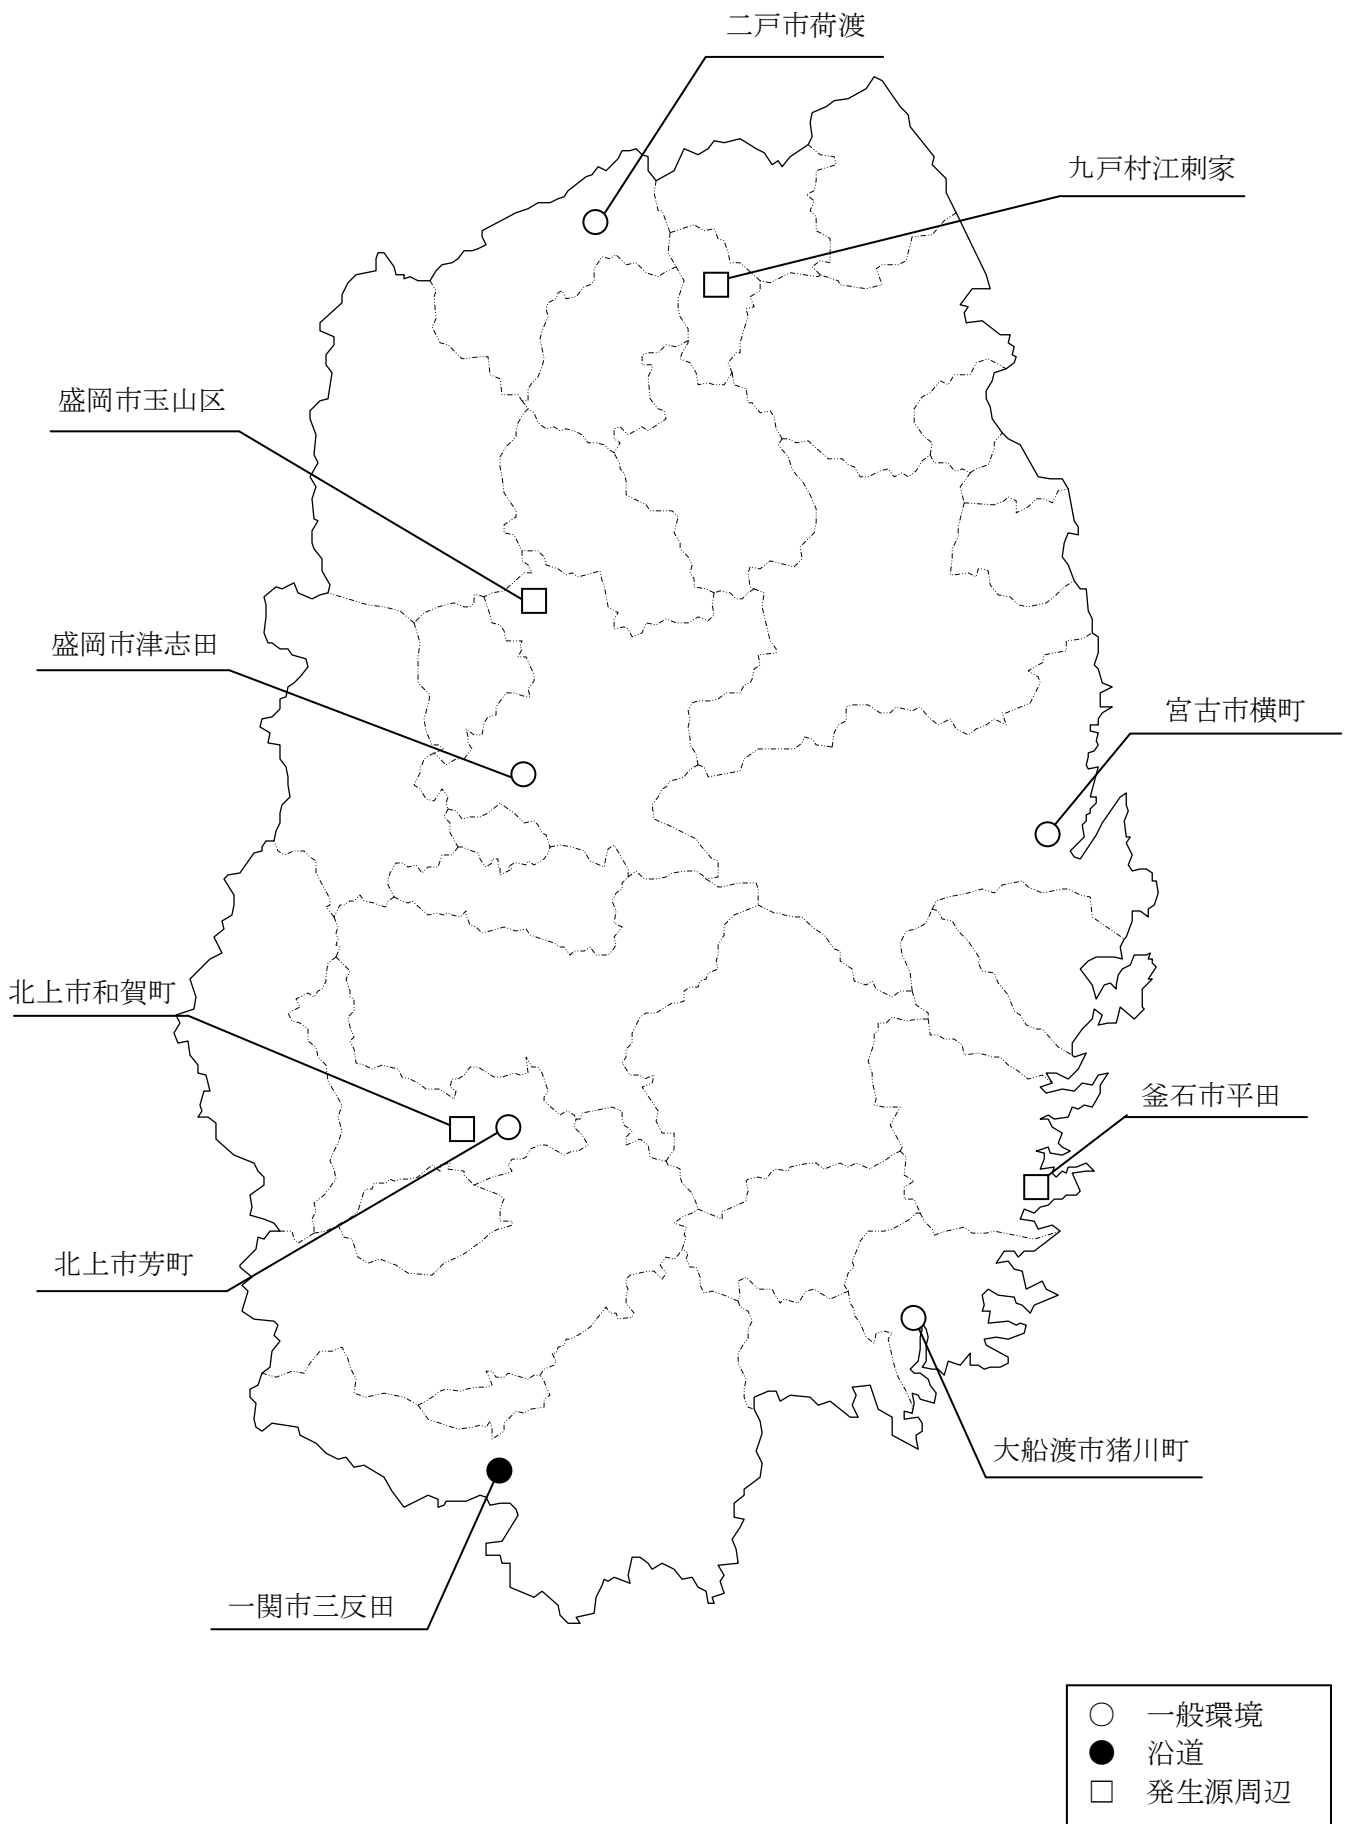 二戸市荷渡
九戸村江刺家
盛岡市玉山区
盛岡市津志田
宮古市横町
北上市和賀町
釜石市平田
北上市芳町
大船渡市猪川町
一関市三反田
○ 一般環境
● 沿道
□ 発生源周辺